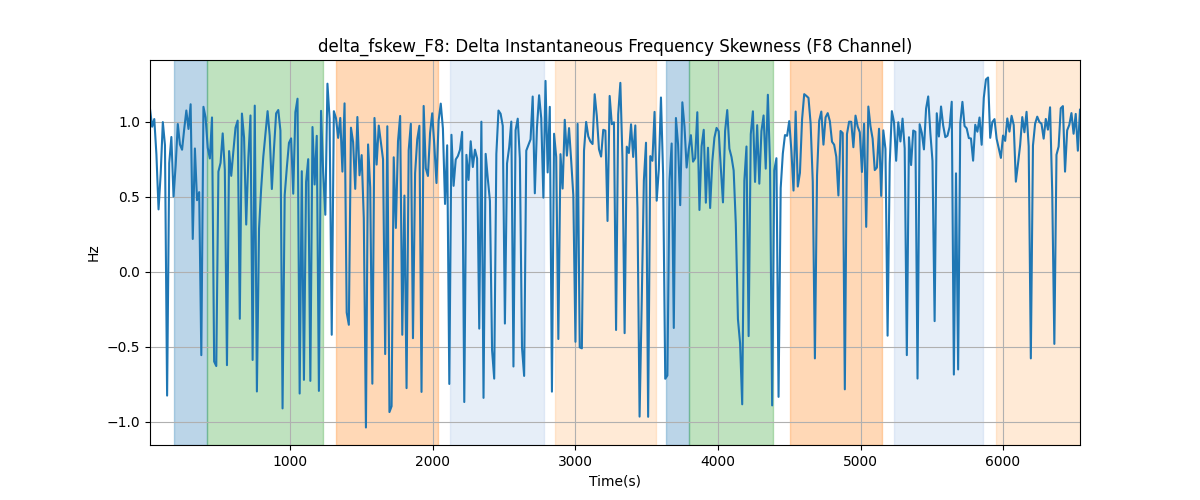 delta_fskew_F8: Delta Instantaneous Frequency Skewness (F8 Channel)
1.0
0.5
0.0
−0.5
−1.0
Hz
1000 2000 3000 4000 5000 6000
Time(s)